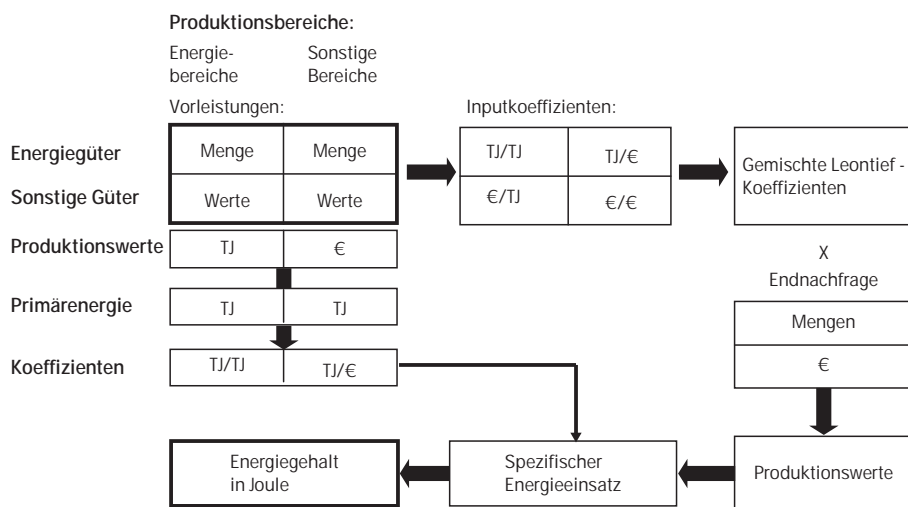 Produktionsbereiche:
Energie-
bereiche
Sonstige
Bereiche
Vorleistungen:
Inputkoeffizienten:
Energiegüter
Menge
Menge
TJ/TJ
TJ/€
Sonstige Güter
Werte
Werte
€/TJ
€/€
Gemischte Leontief -
Koeffizienten
Produktionswerte
TJ
€
X
Endnachfrage
Primärenergie
TJ
TJ
Mengen
€
Koeffizienten
TJ/TJ
TJ/€
Energiegehalt
in Joule
Spezifischer
Energieeinsatz
Produktionswerte